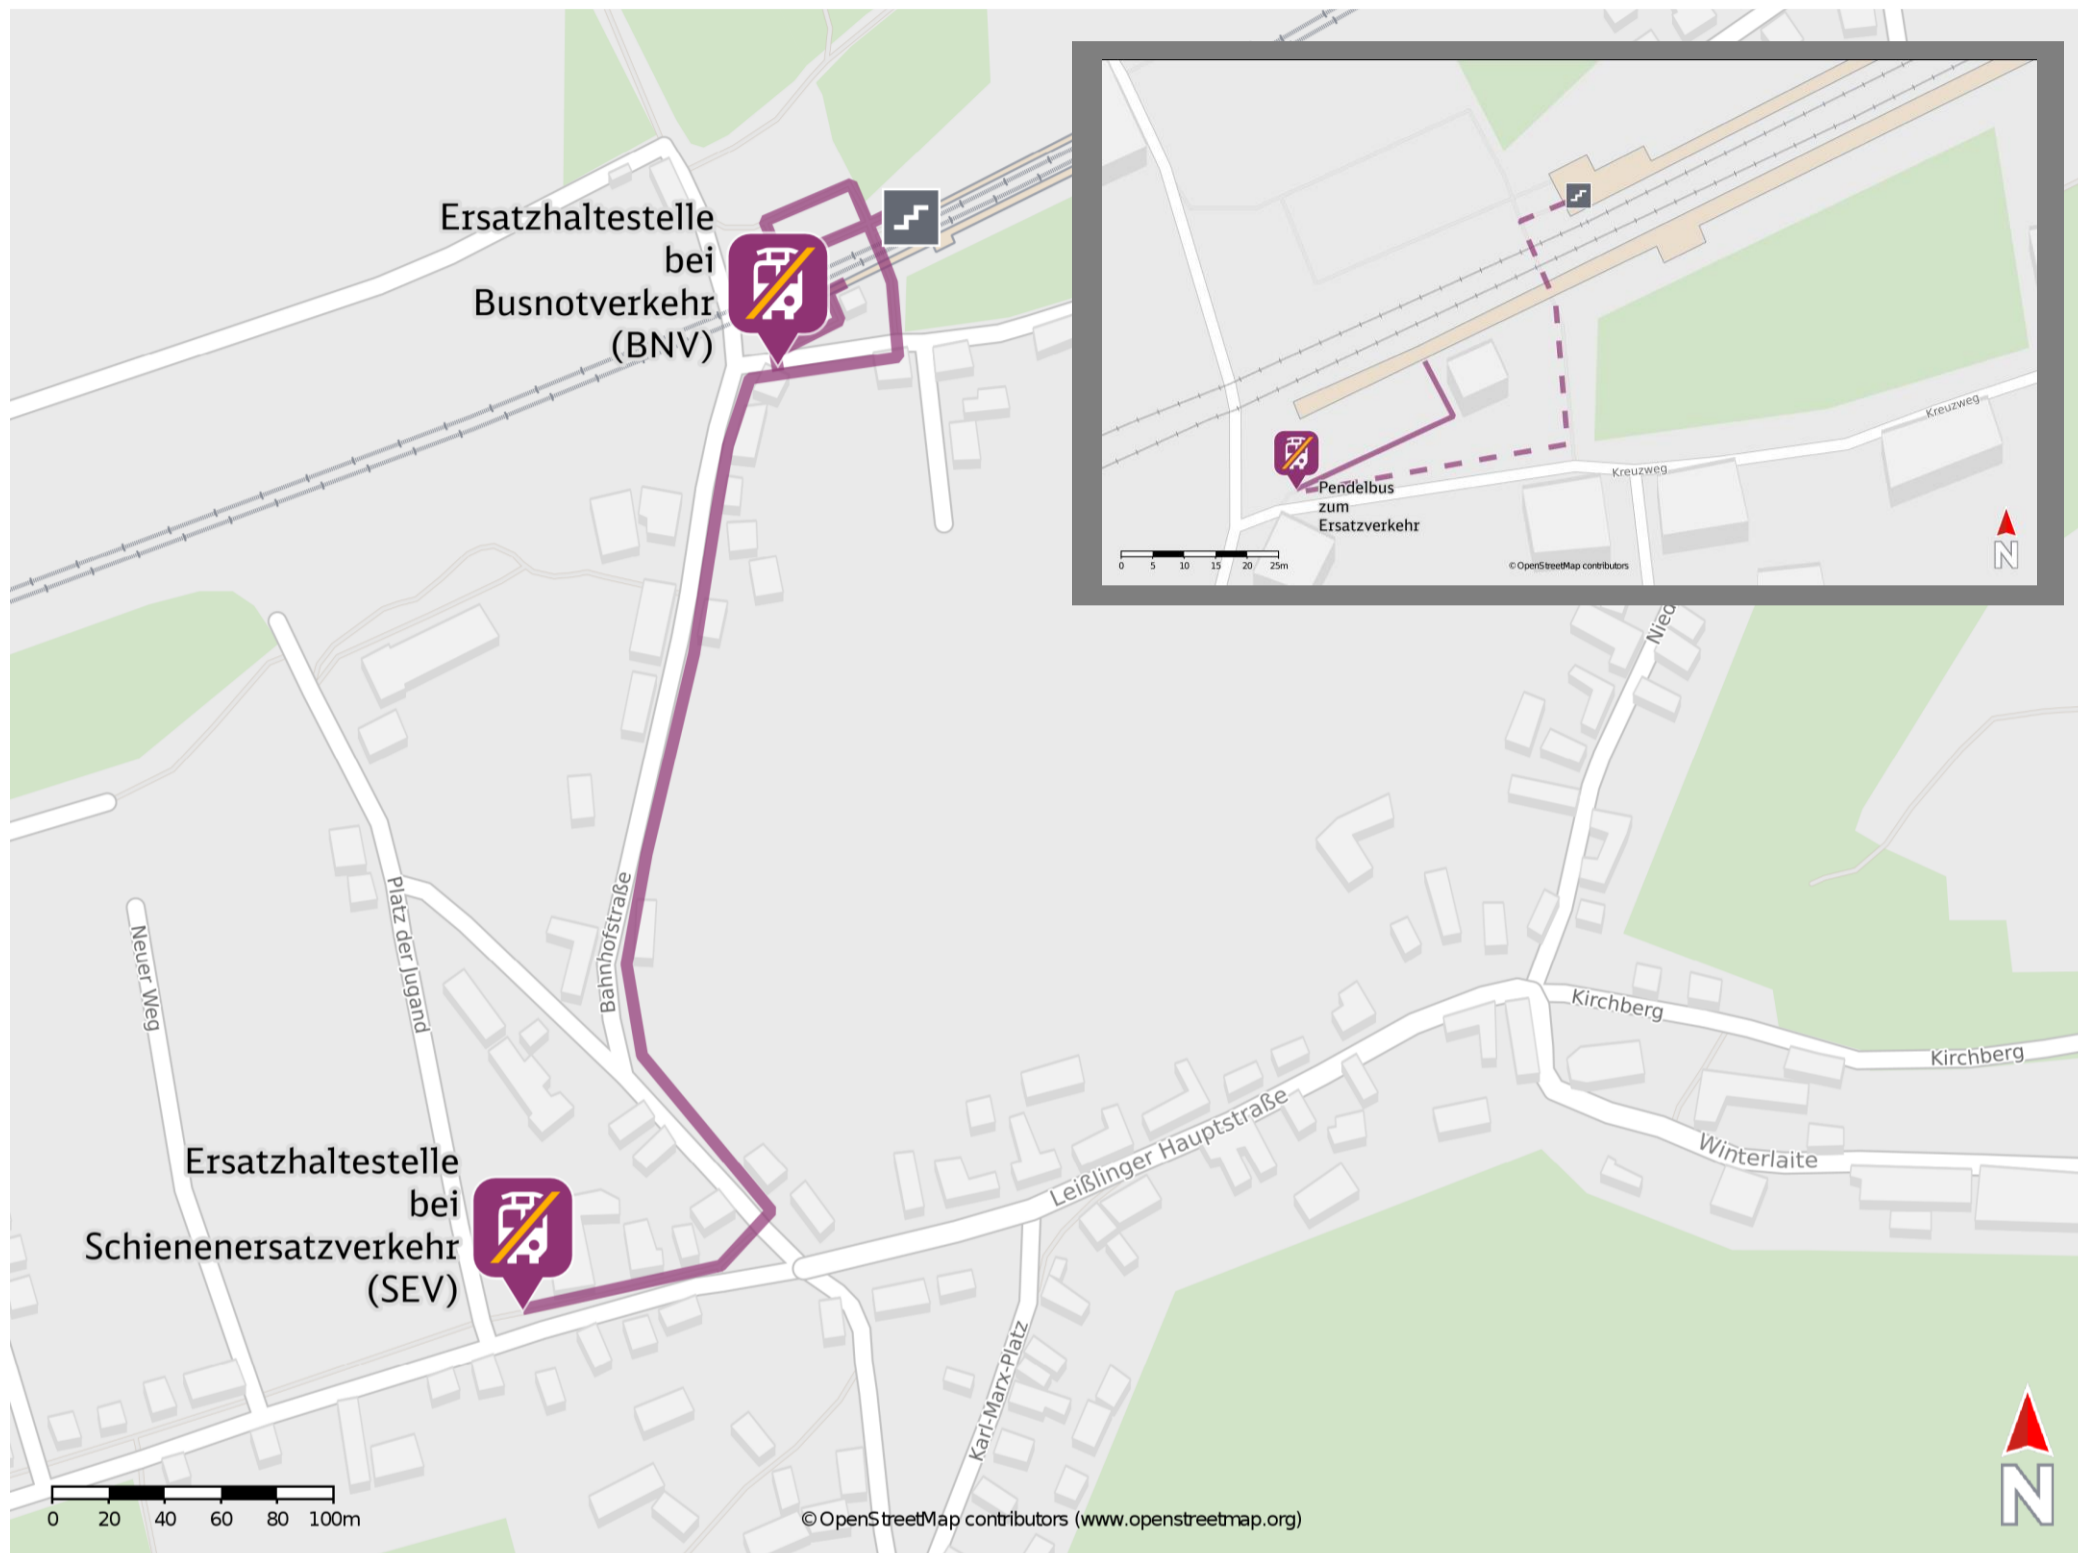 Ersatzhaltestelle
bei
Busnotverkehr
(BNV)
Kreuzweg
Kreuzweg
Pendelbus
zum
Ersatzverkehr
0 5 10 15 20 25m
©OpenStreetMap contributors
N
Nied
Bahnhofstraße
Platz der Jugand
Neuer Weg
Kirchberg
Kirchberg
Leißlinger Hauptstraße
Winterlaite
Ersatzhaltestelle
bei
Schienenersatzverkehr
(SEV)
Karl-Marx-Platz
0 20 40 60 80 100m
©OpenStreetMap contributors (www.openstreetmap.org)
N